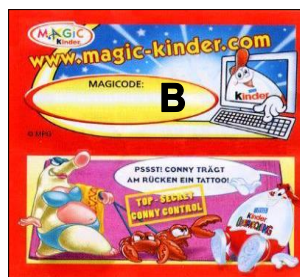 MAGIC
Kinder
www.magic-kinder.com
MAGICODE:
B
Kinder
PSSST! CONNY TRÄGT
AM RÜCKEN EIN TATTOO!
TOP - SECRET
CONNY CONTROL
Kinder